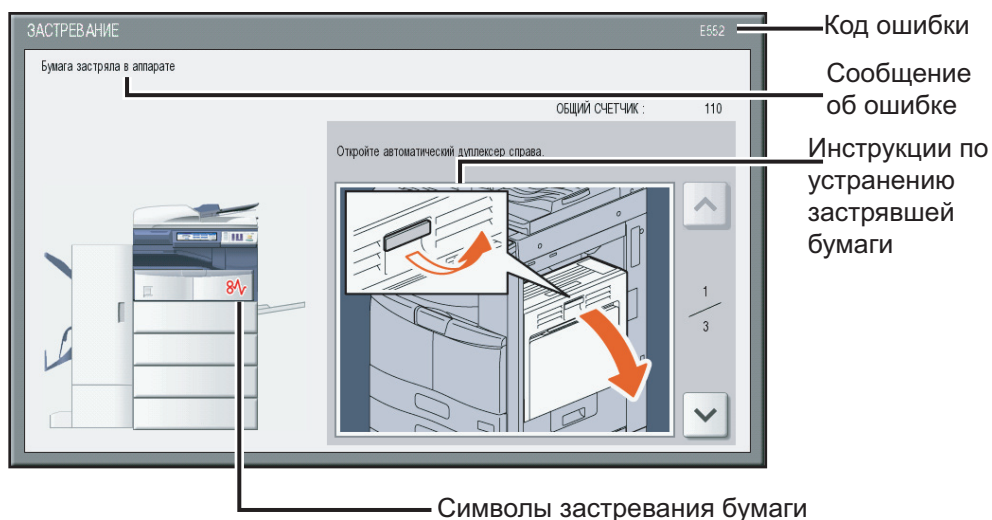 ЗАСТРЕВАНИЕ
E552
Код ошибки
Бумага застряла в аппарате
Сообщение
об ошибке
ОБЩИЙ СЧЕТЧИК :
110
Откройте автоматический дуплексер справа.
Инструкции по
устранению
застрявшей
бумаги
1
3
Символы застревания бумаги